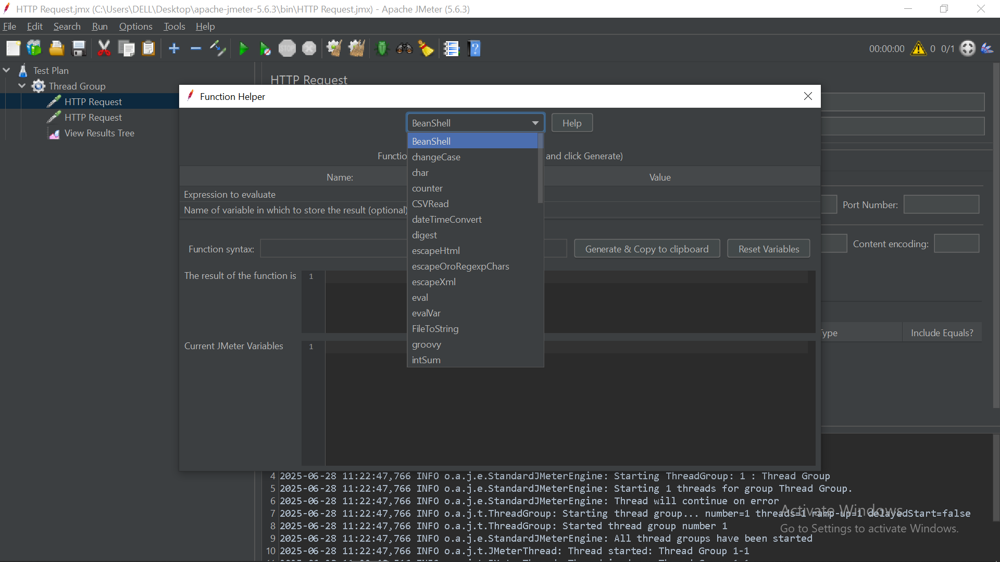 HTTP Request.jmx (C:\Users\DELL\Desktop\apache-jmeter-5.6.3\bin\HTTP Request.jmx) - Apache JMeter (5.6.3)
File Edit Search Run Options Tools Help
STOP
00:00:00 0 0/1
Test Plan
Thread Group
HTTP Request
HTTP Request
View Results Tree
HTTP Request
Function Helper
BeanShell Help
BeanShell
changeCase
char
counter
CSVRead
dateTimeConvert
digest
escapeHtml
escapeOroRegexpChars
escapeXml
eval
evalVar
FileToString
groovy
intSum
Functio and click Generate)
Name: Value
Expression to evaluate
Name of variable in which to store the result (optional)
Function syntax: Generate & Copy to clipboard Reset Variables
The result of the function is 1
Current JMeter Variables 1
Port Number:
Content encoding:
ype Include Equals?
4 2025-06-28 11:22:47,766 INFO o.a.j.e.StandardJMeterEngine: Starting ThreadGroup: 1 : Thread Group
5 2025-06-28 11:22:47,766 INFO o.a.j.e.StandardJMeterEngine: Starting 1 threads for group Thread Group.
6 2025-06-28 11:22:47,766 INFO o.a.j.e.StandardJMeterEngine: Thread will continue on error
7 2025-06-28 11:22:47,766 INFO o.a.j.t.ThreadGroup: Starting thread group... number=1 threads=1 ramp-up=1 delayedStart=false
8 2025-06-28 11:22:47,766 INFO o.a.j.t.ThreadGroup: Started thread group number 1
9 2025-06-28 11:22:47,766 INFO o.a.j.e.StandardJMeterEngine: All thread groups have been started
10 2025-06-28 11:22:47,766 INFO o.a.j.t.JMeterThread: Thread started: Thread Group 1-1
Activate Windows
Go to Settings to activate Windows.